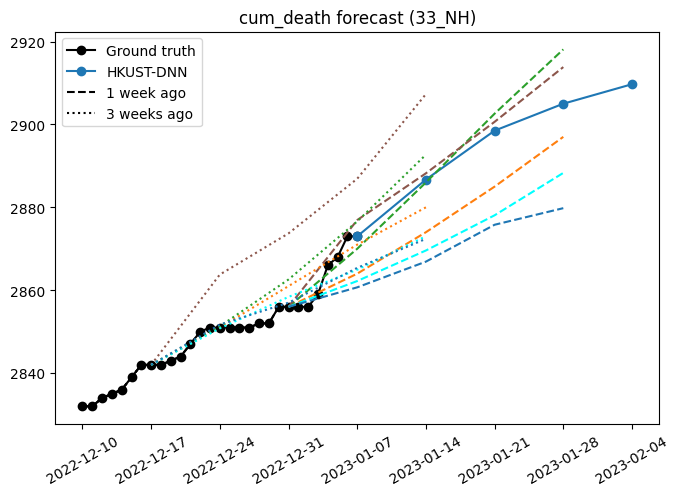 cum_death forecast (33_NH)
Ground truth
HKUST-DNN
1 week ago
3 weeks ago
2920
2900
2880
2860
2840
2022-12-10
2022-12-17
2022-12-24
2022-12-31
2023-01-07
2023-01-14
2023-01-21
2023-01-28
2023-02-04